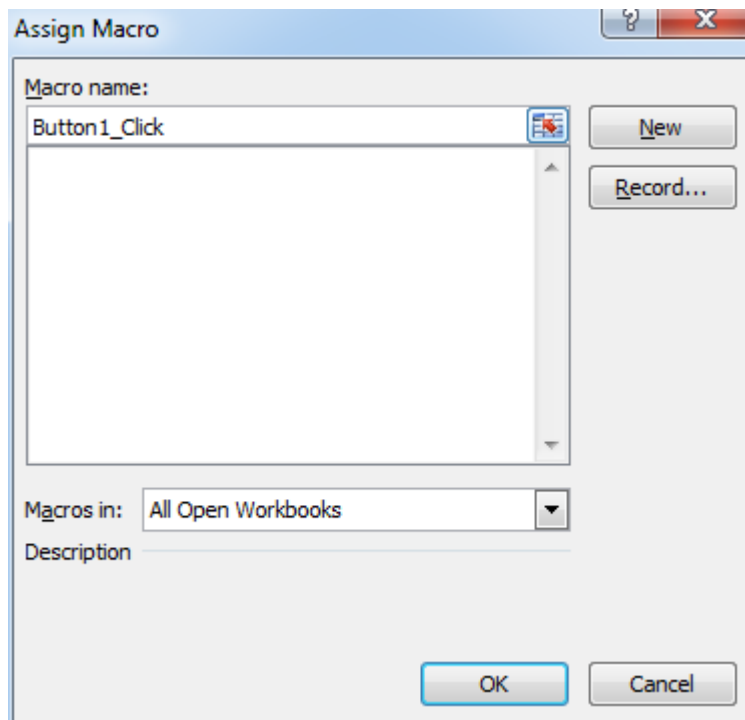 Assign Macro
?
X
Macro name:
Button1_Click
New
Record...
Macros in:
All Open Workbooks
Description
OK
Cancel